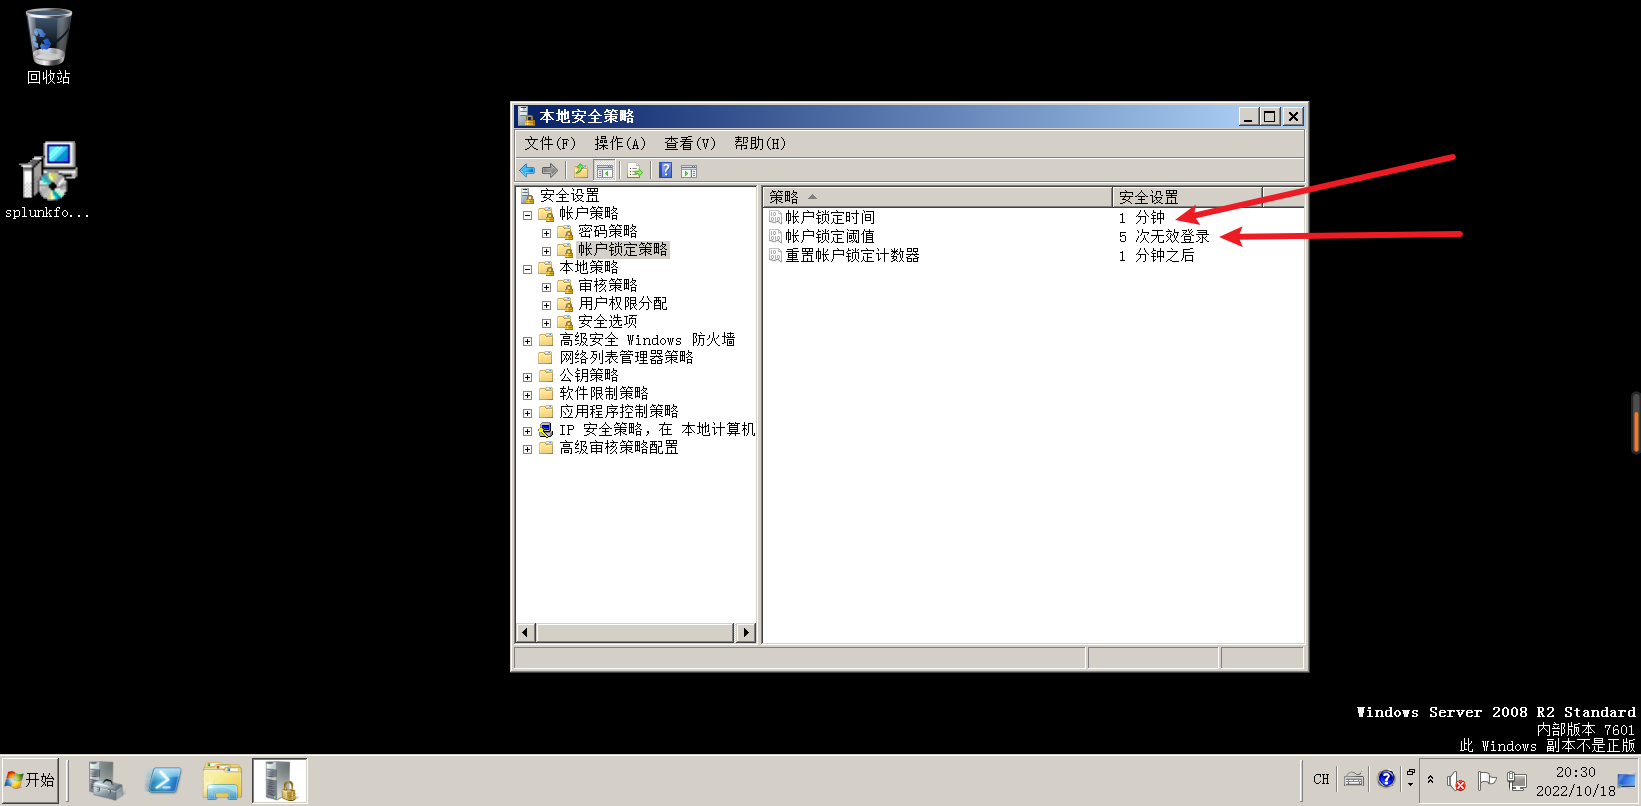 回收站
splunkfo...
本地安全策略
文件(F) 操作(A) 查看(V) 帮助(H)
安全设置
帐户策略
密码策略
帐户锁定策略
本地策略
审核策略
用户权限分配
安全选项
高级安全 Windows 防火墙
网络列表管理器策略
公钥策略
软件限制策略
应用程序控制策略
IP 安全策略，在 本地计算机
高级审核策略配置
策略 安全设置
帐户锁定时间 1 分钟
帐户锁定阈值 5 次无效登录
重置帐户锁定计数器 1 分钟之后
Windows Server 2008 R2 Standard
内部版本 7601
此 Windows 副本不是正版
开始
CH
20:30
2022/10/18